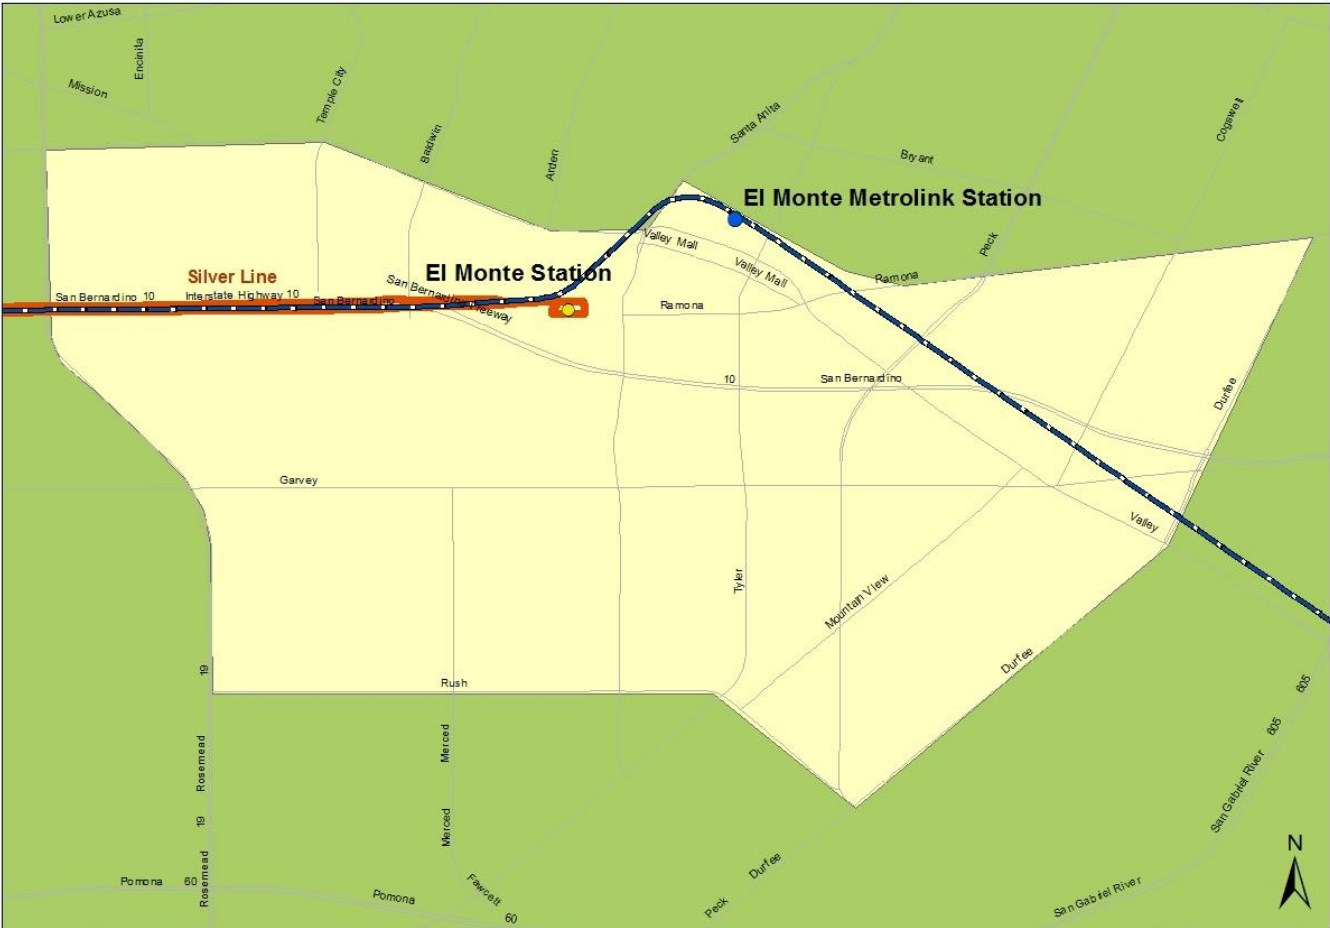 Lower Azusa
Encinita
Mission
Temple City
Baldwin
Arden
Santa Anita
Bryant
Cogswell
El Monte Metrolink Station
Valley Mall
Valley Mall
Peck
Ramona
Silver Line
El Monte Station
San Bernardino 10
Interstate Highway 10
San Bernardino
San Bernardino Freeway
Ramona
10
San Bernardino
Durfee
Garvey
Valley
Tyler
Mountain View
Durfee
19
Rush
605
605
San Gabriel River
Rosemead
Merced
19
Merced
Rosemead
Pomona 60
Pomona
Fawcett
60
Peck
Durfee
San Gabriel River
N